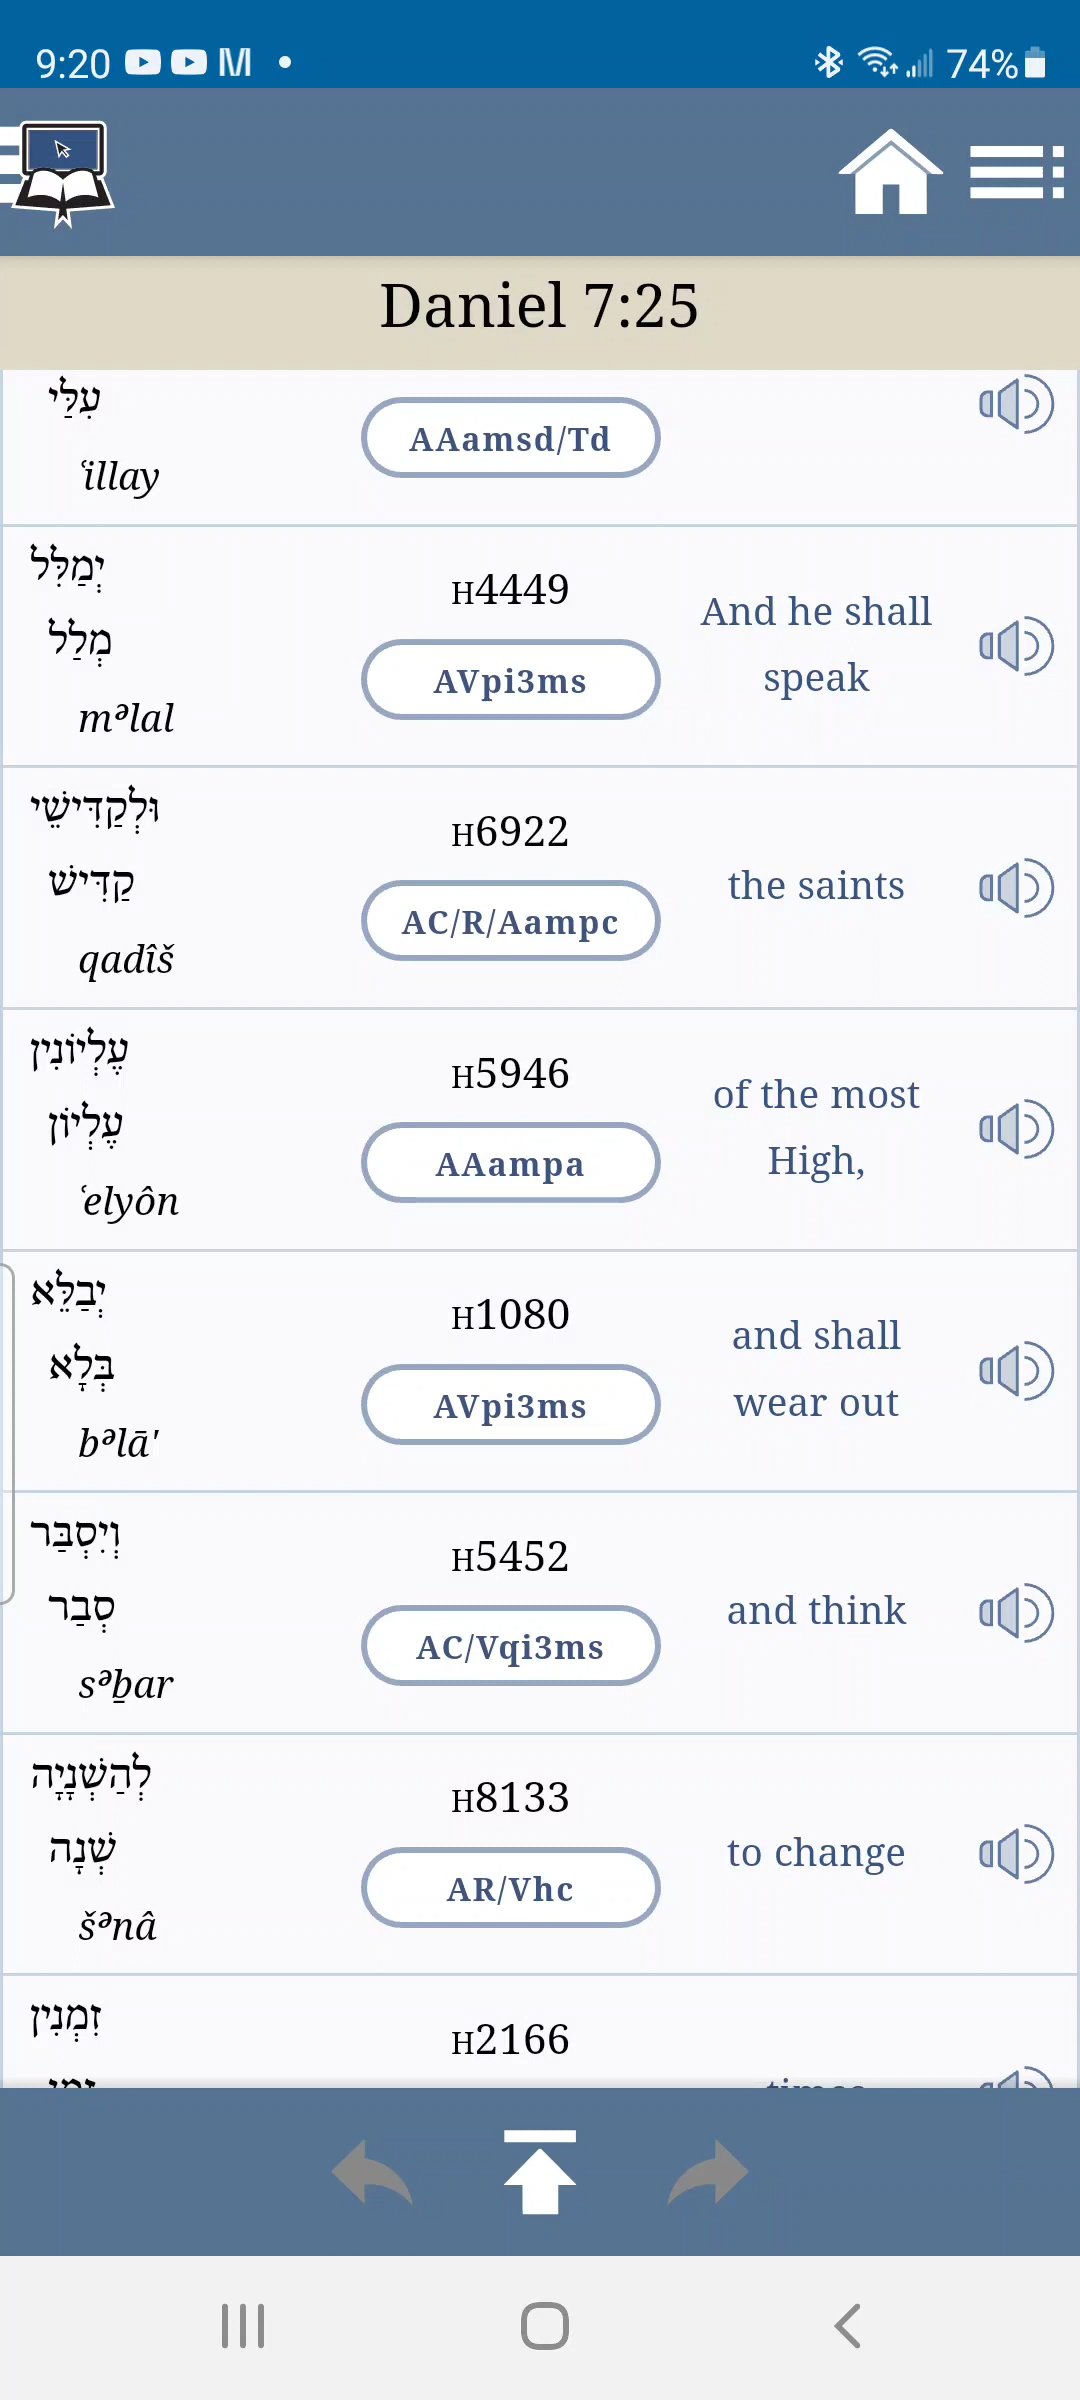 9:20
74%
Daniel 7:25
עִלַּי
AAamsd/Td
ʿillay
יְמַלִּל
H4449
And he shall speak
מְלַל
AVpi3ms
mᵊlal
וּלְקַדִּישֵׁי
H6922
the saints
קַדִּישׁ
AC/R/Aampc
qadîš
עֶלְיוֹנִין
H5946
of the most High,
עֶלְיוֹן
AAampa
ʿelyôn
יְבַלֵּא
H1080
and shall wear out
בְּלָא
AVpi3ms
bᵊlā'
וְיִסְבַּר
H5452
and think
סְבַר
AC/Vqi3ms
sᵊḇar
לְהַשְׁנָיָה
H8133
to change
שְׁנָה
AR/Vhc
šᵊnâ
זִמְנִין
H2166
times